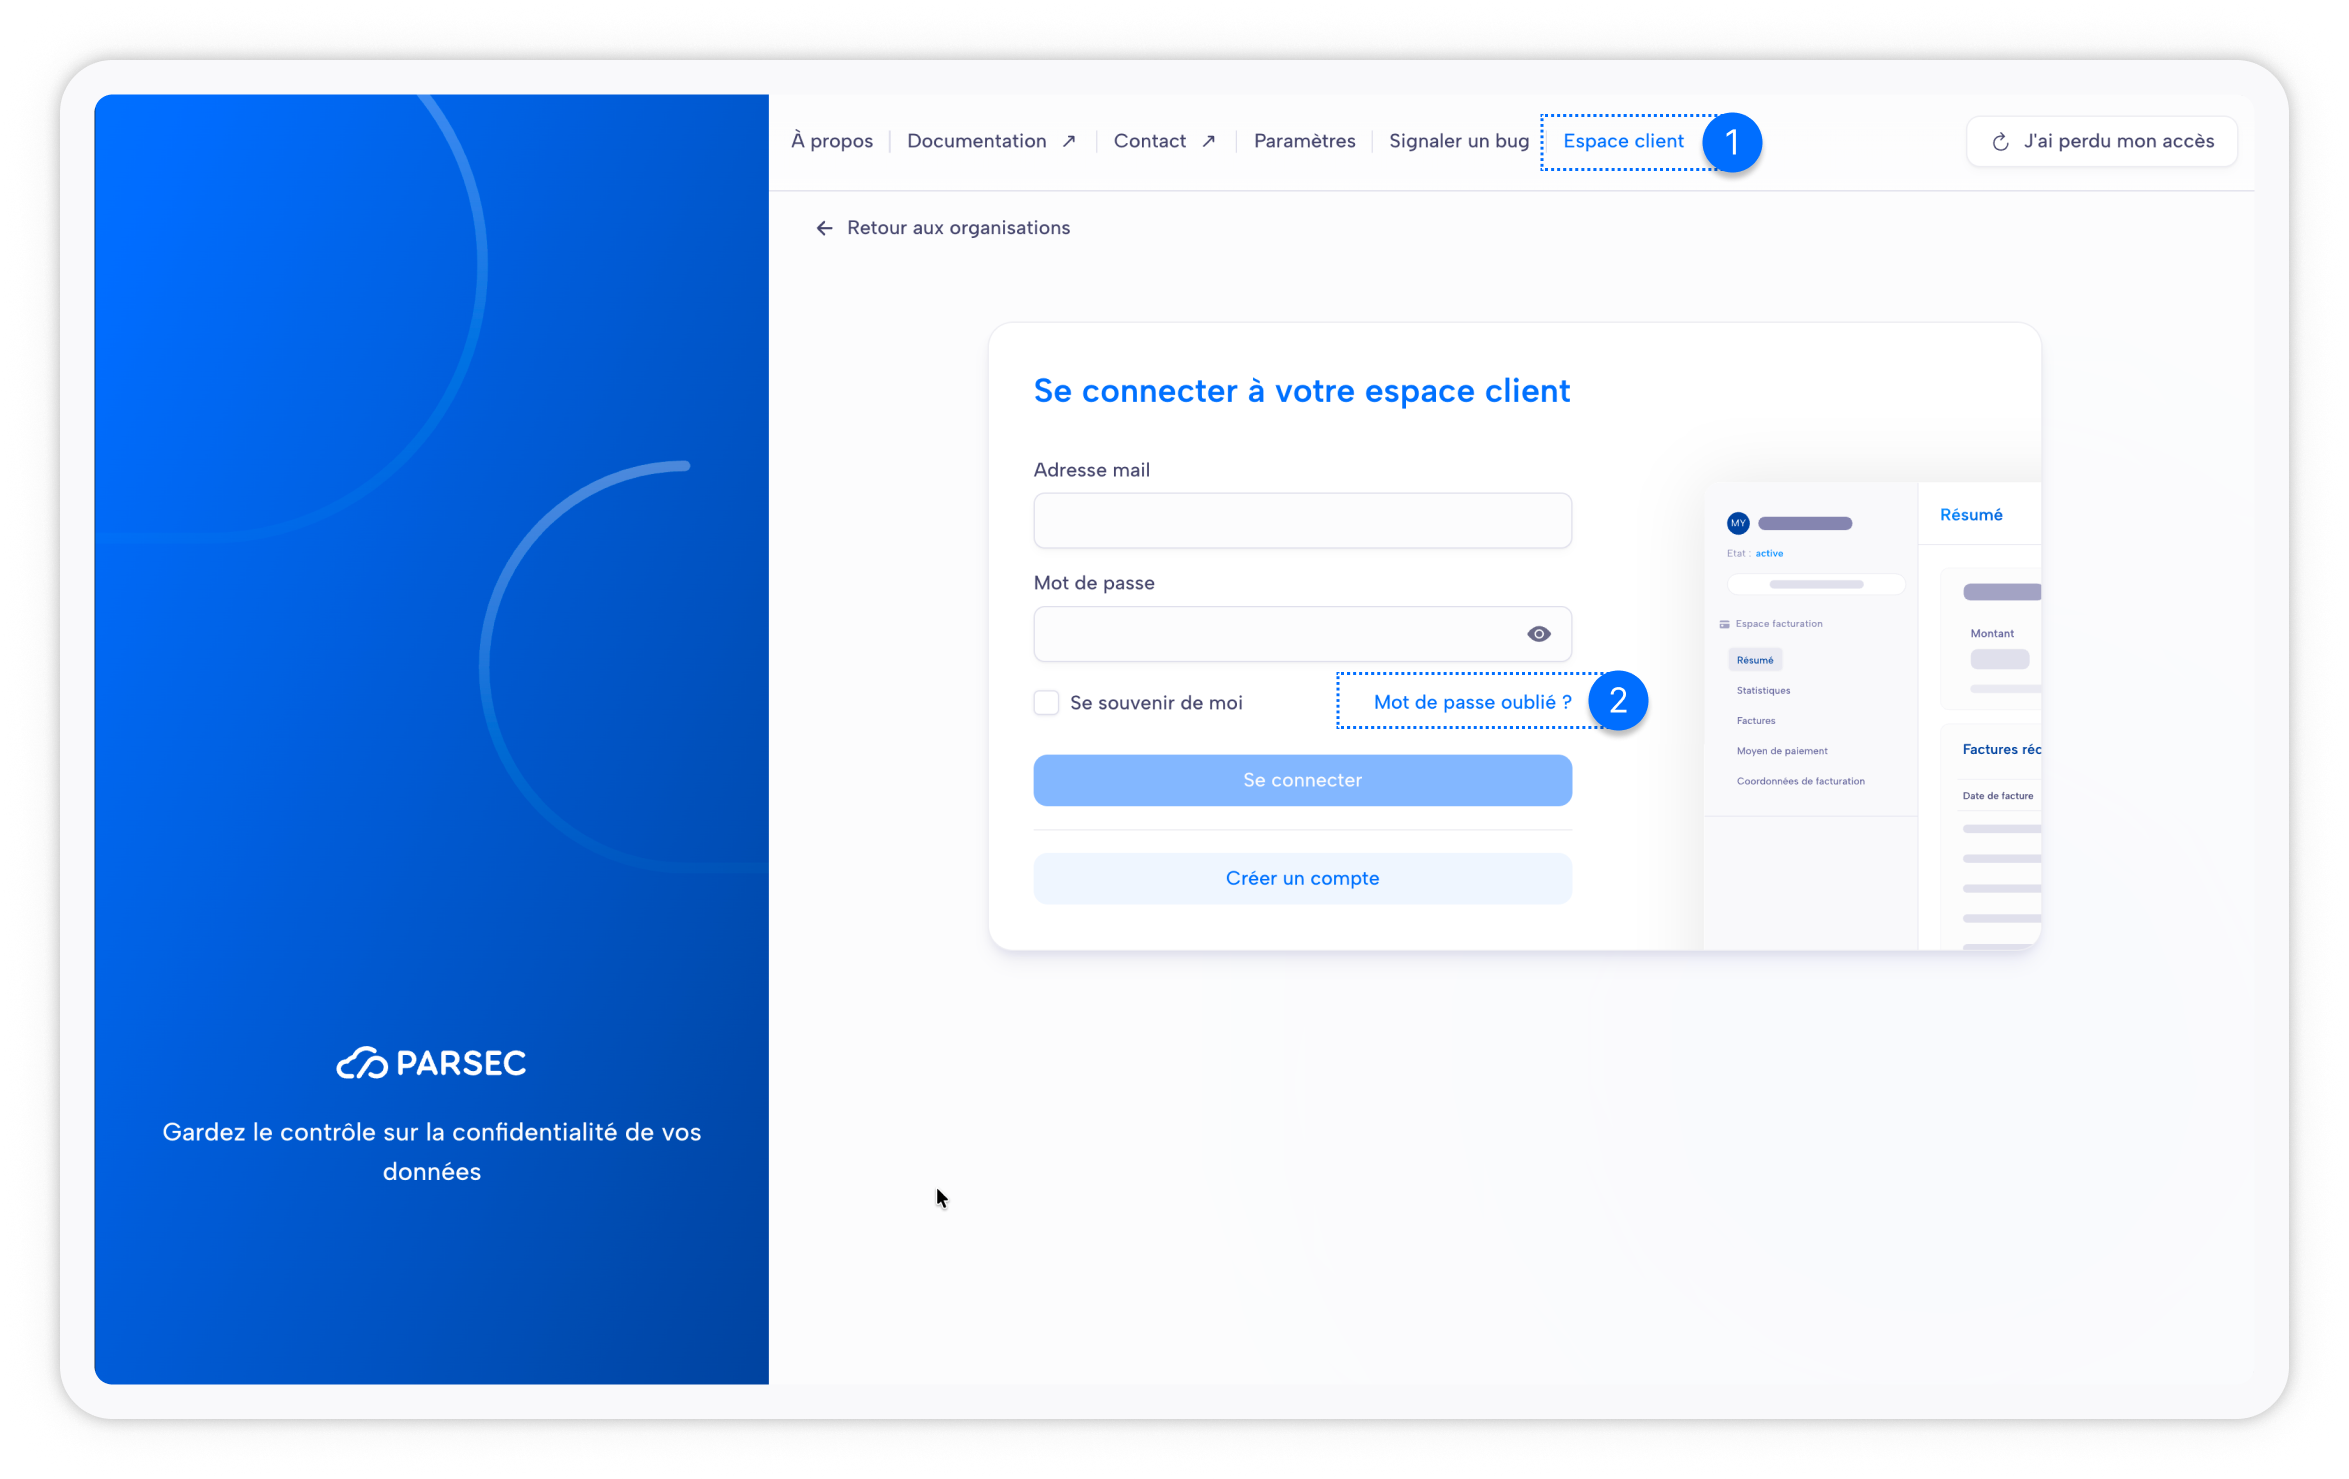 À propos
Documentation
Contact
Paramètres
Signaler un bug
Espace client
1
J'ai perdu mon accès
Retour aux organisations
Se connecter à votre espace client
Adresse mail
Mot de passe
Se souvenir de moi
Mot de passe oublié ?
2
Se connecter
Créer un compte
MY
Etat : active
Espace facturation
Résumé
Statistiques
Factures
Moyen de paiement
Coordonnées de facturation
Résumé
Montant
Factures réc
Date de facture
PARSEC
Gardez le contrôle sur la confidentialité de vos
données